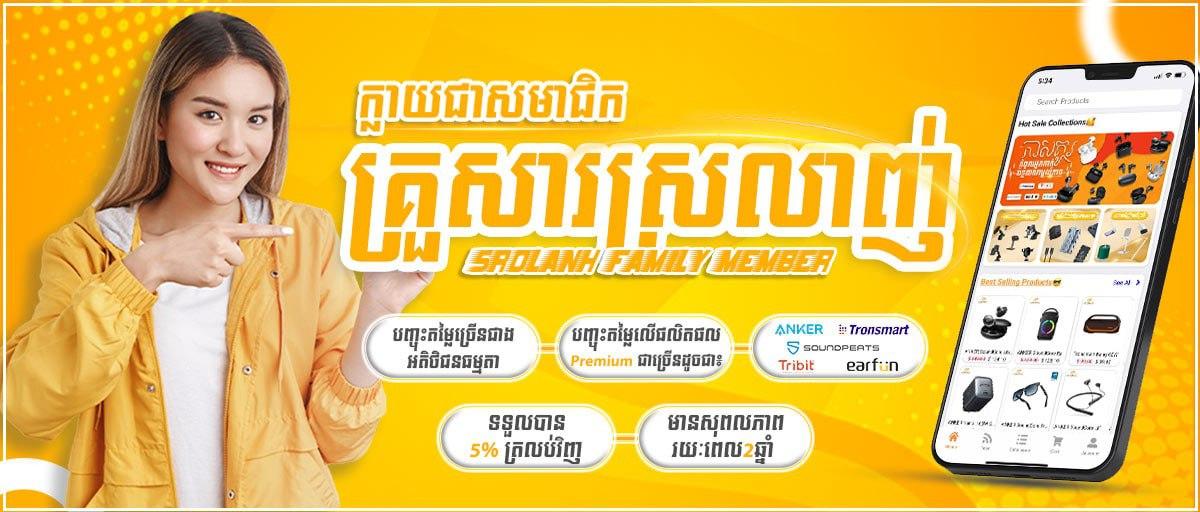 ក្លាយជាសមាជិក
គ្រួសារស្រលាញ់
SROLANH FAMILY MEMBER
បញ្ចុះតម្លៃច្រើនជាង
អតិថិជនធម្មតា
បញ្ចុះតម្លៃលើផលិតផល
Premium ជាច្រើនដូចជា៖
ANKER
Tronsmart
SOUNDPEATS
Tribit
earfun
ទទួលបាន
5% ត្រលប់វិញ
មានសុពលភាព
រយៈពេល2ឆ្នាំ
5:34
Search Products
Hot Sale Collections
Best Selling Products
See All